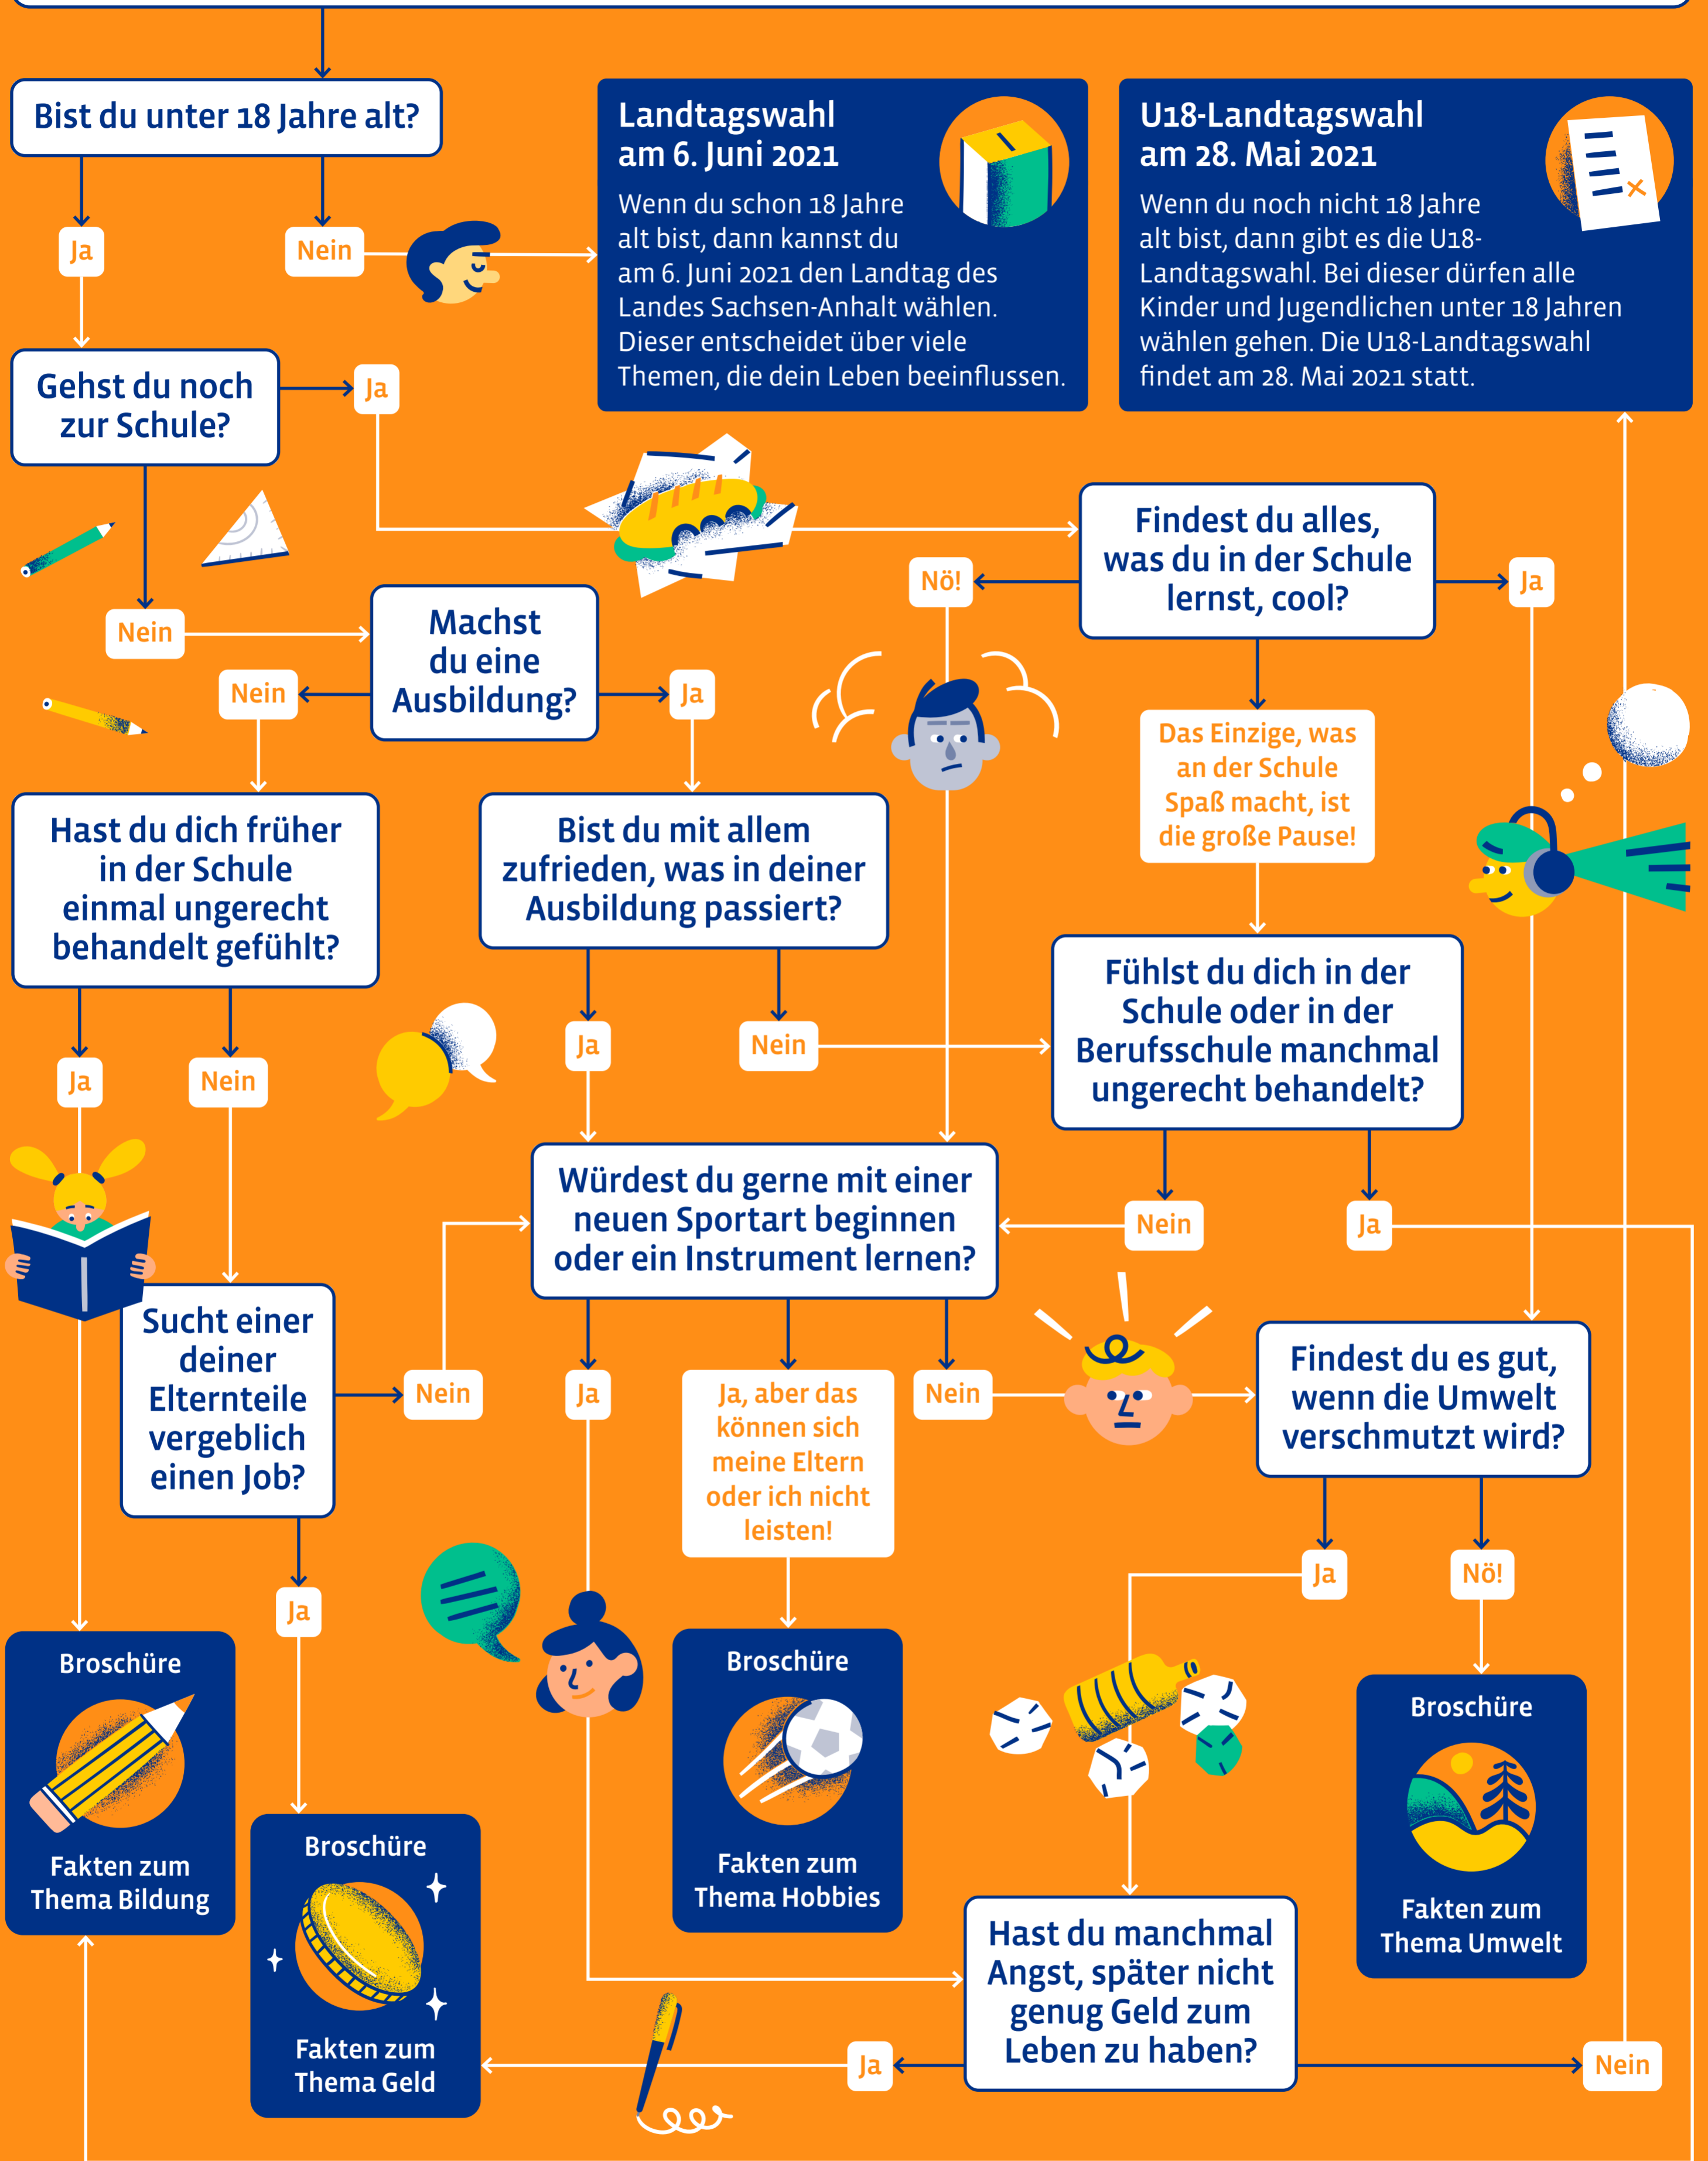 Bist du unter 18 Jahre alt?
Ja
Nein
Landtagswahl
am 6. Juni 2021
Wenn du schon 18 Jahre
alt bist, dann kannst du
am 6. Juni 2021 den Landtag des
Landes Sachsen-Anhalt wählen.
Dieser entscheidet über viele
Themen, die dein Leben beeinflussen.
U18-Landtagswahl
am 28. Mai 2021
Wenn du noch nicht 18 Jahre
alt bist, dann gibt es die U18-
Landtagswahl. Bei dieser dürfen alle
Kinder und Jugendlichen unter 18 Jahren
wählen gehen. Die U18-Landtagswahl
findet am 28. Mai 2021 statt.
Gehst du noch
zur Schule?
Ja
Nein
Findest du alles,
was du in der Schule
lernst, cool?
Nö!
Ja
Das Einzige, was
an der Schule
Spaß macht, ist
die große Pause!
Machst
du eine
Ausbildung?
Nein
Ja
Hast du dich früher
in der Schule
einmal ungerecht
behandelt gefühlt?
Ja
Nein
Bist du mit allem
zufrieden, was in deiner
Ausbildung passiert?
Ja
Nein
Fühlst du dich in der
Schule oder in der
Berufsschule manchmal
ungerecht behandelt?
Nein
Ja
Würdest du gerne mit einer
neuen Sportart beginnen
oder ein Instrument lernen?
Ja
Ja, aber das
können sich
meine Eltern
oder ich nicht
leisten!
Nein
Sucht einer
deiner
Elternteile
vergeblich
einen Job?
Nein
Ja
Findest du es gut,
wenn die Umwelt
verschmutzt wird?
Ja
Nö!
Broschüre
Fakten zum
Thema Bildung
Broschüre
Fakten zum
Thema Geld
Broschüre
Fakten zum
Thema Hobbies
Broschüre
Fakten zum
Thema Umwelt
Hast du manchmal
Angst, später nicht
genug Geld zum
Leben zu haben?
Ja
Nein